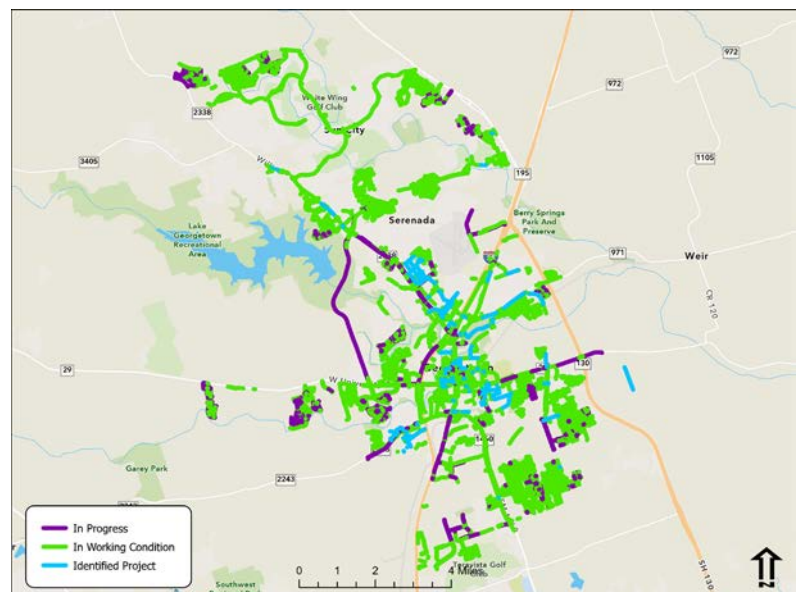 972
972
2338
White Wing
Golf Club
3405
1105
195
Lake
Georgetown
Recreational
Area
Serenada
Berry Springs
Park And
Preserve
971
Weir
CR 120
29
130
Garey Park
2243
In Progress
In Working Condition
Identified Project
0 1 2 4 Miles
Teravista Golf
Club
Southwest
SH 130
N